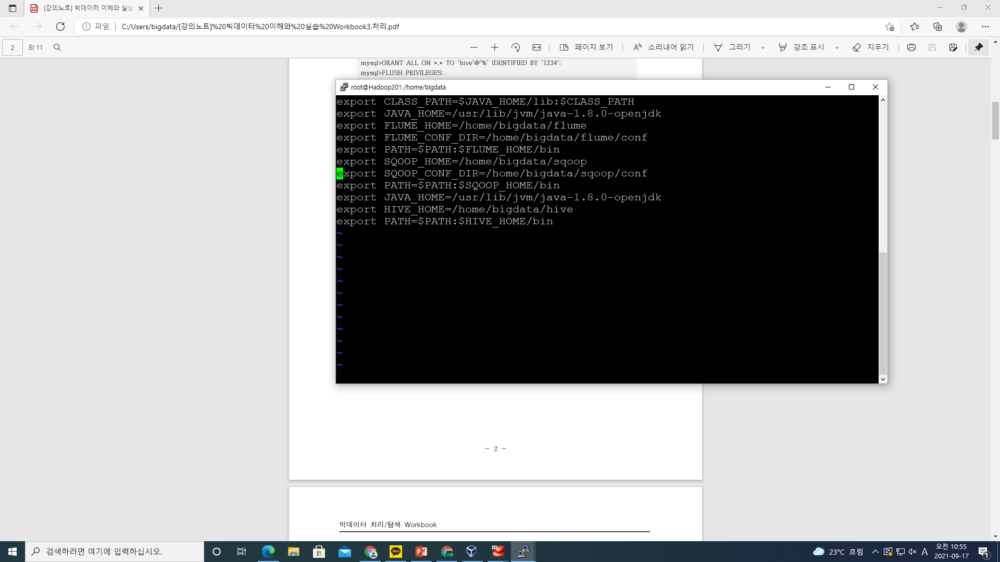 [강의노트] 빅데이터 이해와 실습
파일
C:/Users/bigdata/[강의노트]%20빅데이터%20이해와%20실습%20Workbook3.처리.pdf
2
의 11
페이지 보기
소리내어 읽기
그리기
강조 표시
지우기
mysql>GRANT ALL ON *.* TO 'hive'@'%' IDENTIFIED BY '1234';
mysql>FLUSH PRIVILEGES;
root@Hadoop201:/home/bigdata
export CLASS_PATH=$JAVA_HOME/lib:$CLASS_PATH
export JAVA_HOME=/usr/lib/jvm/java-1.8.0-openjdk
export FLUME_HOME=/home/bigdata/flume
export FLUME_CONF_DIR=/home/bigdata/flume/conf
export PATH=$PATH:$FLUME_HOME/bin
export SQOOP_HOME=/home/bigdata/sqoop
export SQOOP_CONF_DIR=/home/bigdata/sqoop/conf
export PATH=$PATH:$SQOOP_HOME/bin
export JAVA_HOME=/usr/lib/jvm/java-1.8.0-openjdk
export HIVE_HOME=/home/bigdata/hive
export PATH=$PATH:$HIVE_HOME/bin
~
~
~
~
~
~
~
~
~
~
~
~
- 2 -
빅데이터 처리/탐색 Workbook
검색하려면 여기에 입력하십시오.
TALK
시현
64
23°C 흐림
A
오전 10:55
2021-09-17
1